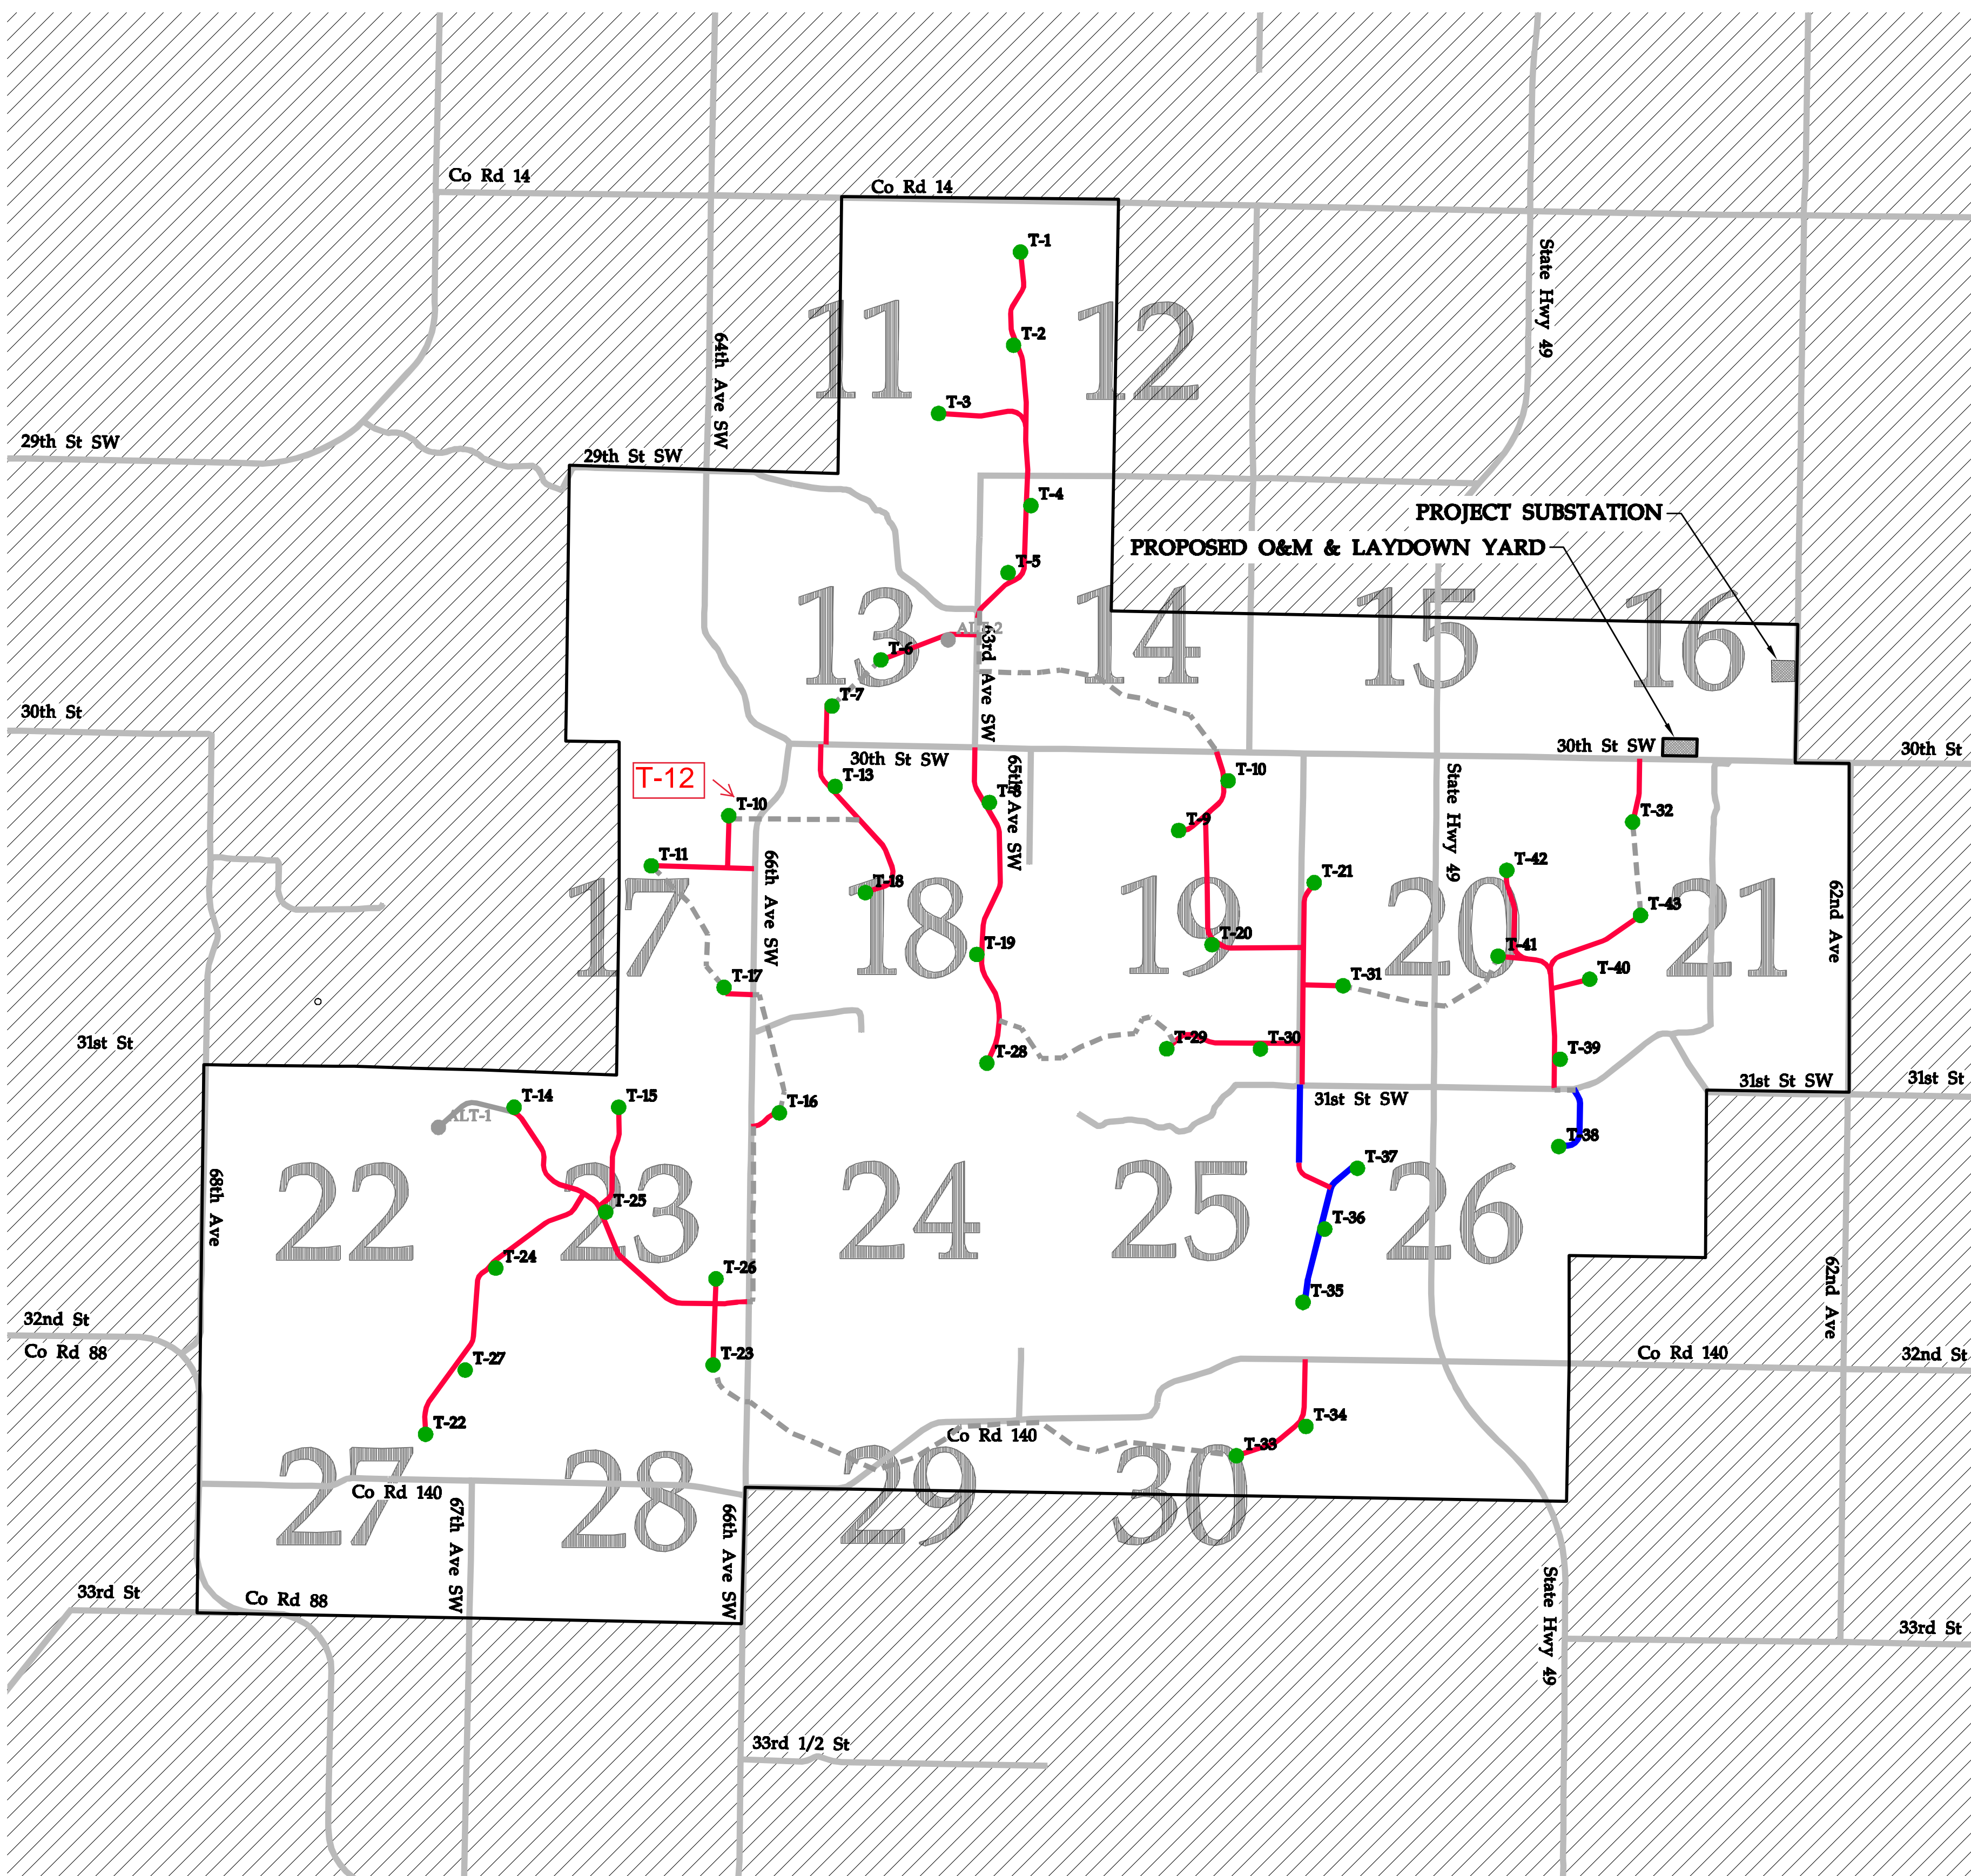 Co Rd 14
Co Rd 14
T-1
State Hwy 49
11
12
T-2
64th Ave SW
T-3
29th St SW
29th St SW
T-4
PROJECT SUBSTATION
PROPOSED O&M & LAYDOWN YARD
T-5
13
14
15
16
ALT-2
63rd Ave SW
T-6
T-7
30th St
30th St SW
30th St SW
30th St
65th Ave SW
State Hwy 49
T-12
T-13
T-10
T-10
T-8
T-32
T-9
66th Ave SW
T-11
T-21
T-42
62nd Ave
17
T-18
18
19
20
T-43
21
T-19
T-20
T-41
T-17
T-31
T-40
31st St
T-29
T-30
T-28
T-39
31st St SW
31st St
T-14
T-15
T-16
31st St SW
ALT-1
T-38
68th Ave
22
23
24
25
T-37
26
T-25
T-36
T-24
T-26
62nd Ave
T-35
32nd St
Co Rd 88
T-23
Co Rd 140
32nd St
T-27
T-22
T-34
Co Rd 140
T-33
27
28
29
30
Co Rd 140
67th Ave SW
66th Ave SW
33rd St
Co Rd 88
State Hwy 49
33rd St
33rd 1/2 St